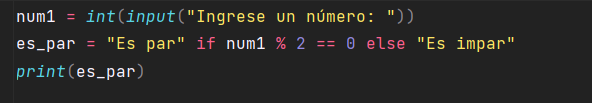 num1 = int(input("Ingrese un número: "))
es_par = "Es par" if num1 % 2 == 0 else "Es impar"
print(es_par)